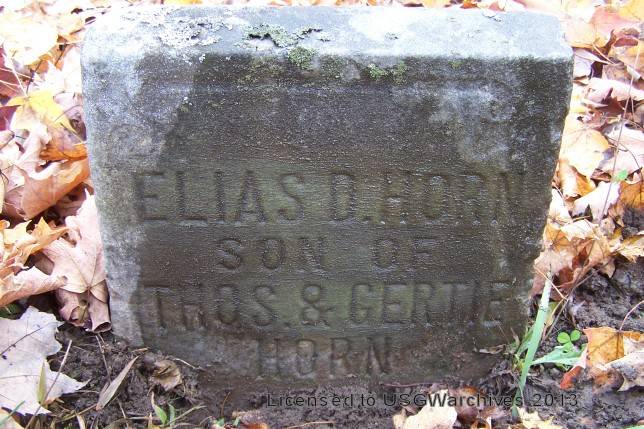 ELIAS D. HORN
SON OF
THOS. & GERTIE
HORN
Licensed to USGWarchives 2013